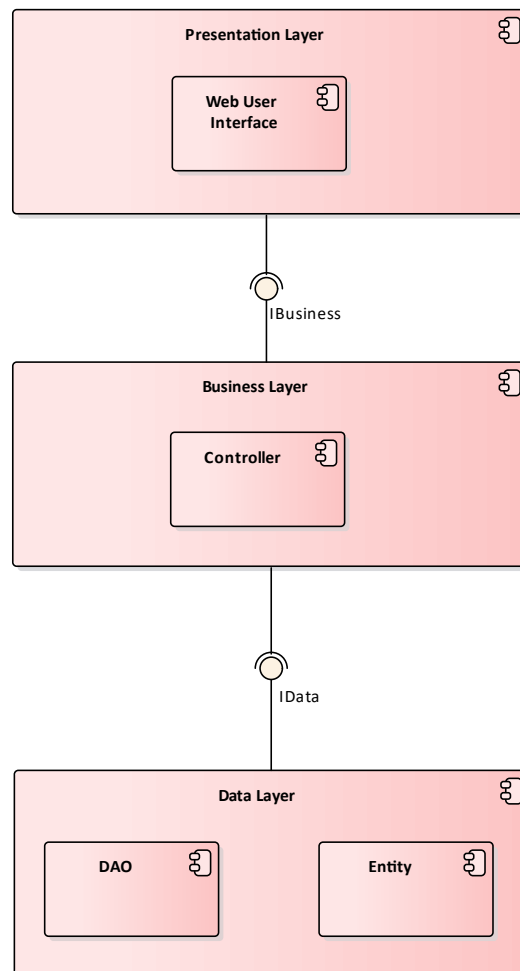 Presentation Layer
Web User
Interface
IBusiness
Business Layer
Controller
IData
Data Layer
DAO
Entity